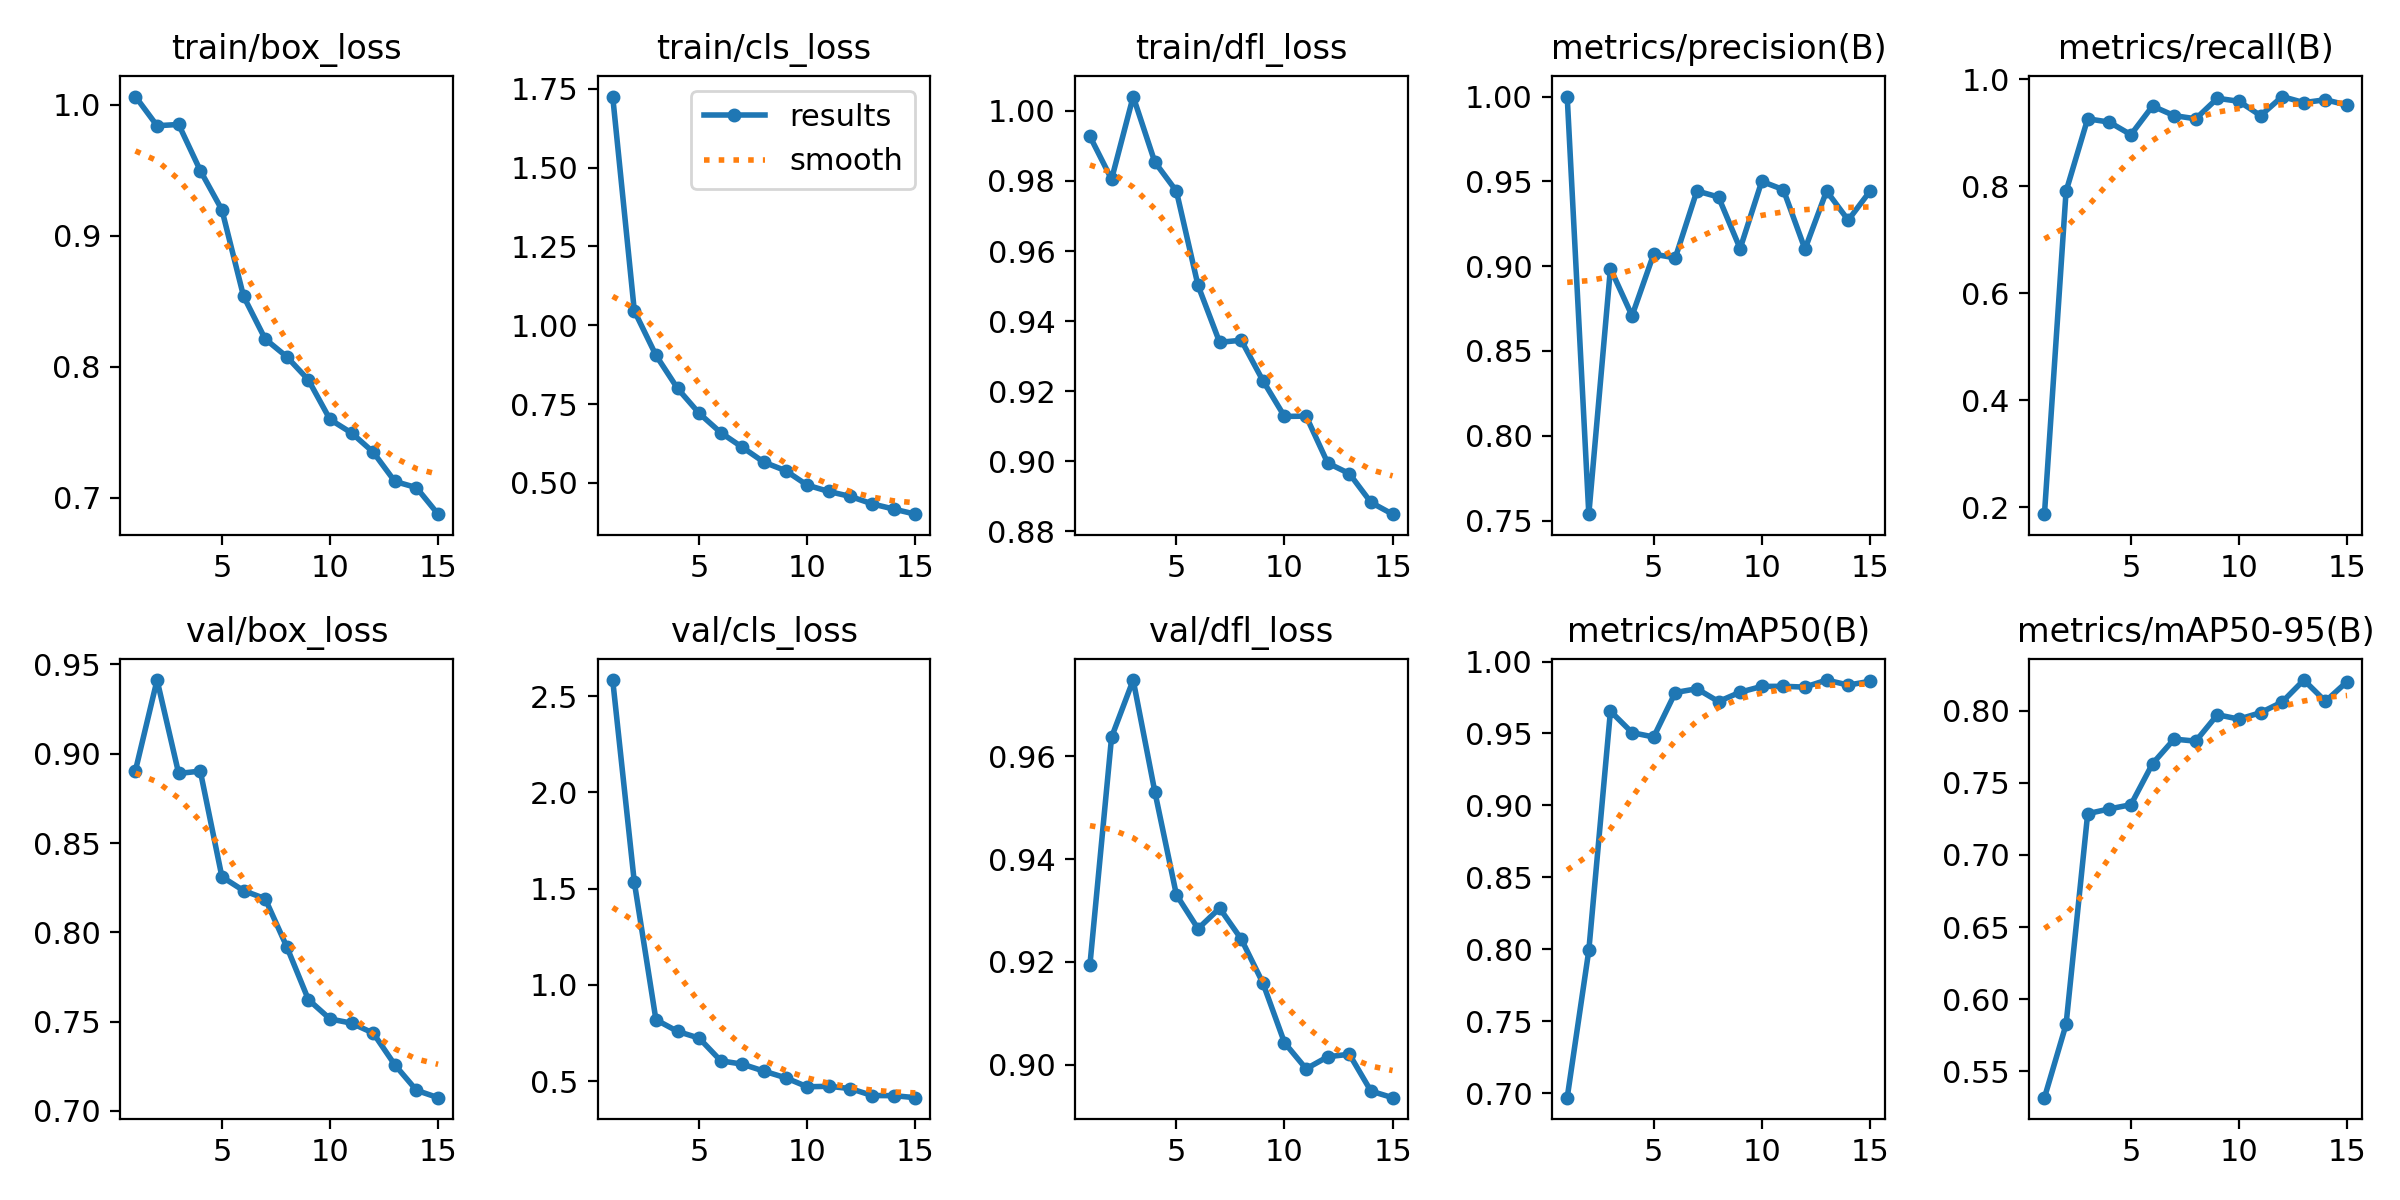 train/box_loss
1.0
0.9
0.8
0.7
5 10 15
train/cls_loss
1.75
1.50
1.25
1.00
0.75
0.50
5 10 15
results
smooth
train/dfl_loss
1.00
0.98
0.96
0.94
0.92
0.90
0.88
5 10 15
metrics/precision(B)
1.00
0.95
0.90
0.85
0.80
0.75
5 10 15
metrics/recall(B)
1.0
0.8
0.6
0.4
0.2
5 10 15
val/box_loss
0.95
0.90
0.85
0.80
0.75
0.70
5 10 15
val/cls_loss
2.5
2.0
1.5
1.0
0.5
5 10 15
val/dfl_loss
0.96
0.94
0.92
0.90
5 10 15
metrics/mAP50(B)
1.00
0.95
0.90
0.85
0.80
0.75
0.70
5 10 15
metrics/mAP50-95(B)
0.80
0.75
0.70
0.65
0.60
0.55
5 10 15